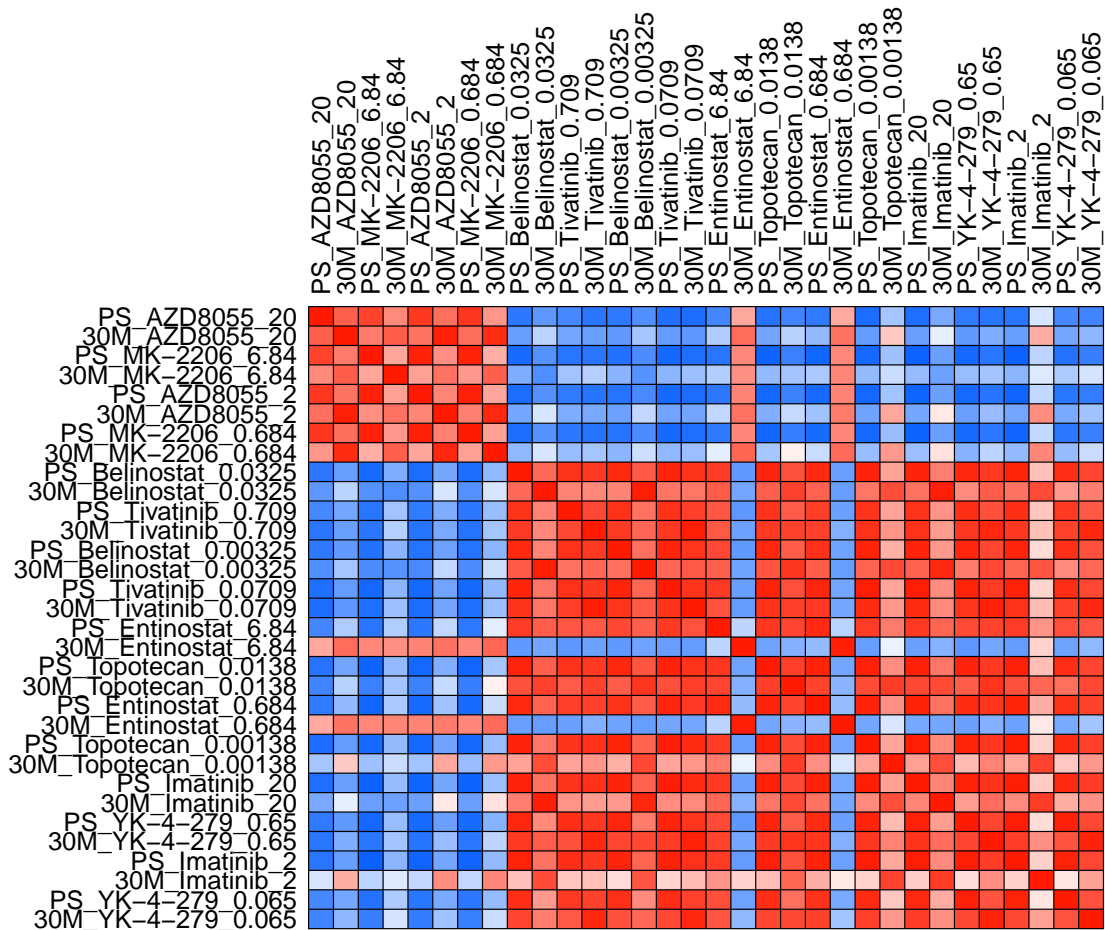 PS_AZD8055_20
30M_AZD8055_20
PS_MK−2206_6.84
30M_MK−2206_6.84
PS_AZD8055_2
30M_AZD8055_2
PS_MK−2206_0.684
30M_MK−2206_0.684
PS_Belinostat_0.0325
30M_Belinostat_0.0325
PS_Tivatinib_0.709
30M_Tivatinib_0.709
PS_Belinostat_0.00325
30M_Belinostat_0.00325
PS_Tivatinib_0.0709
30M_Tivatinib_0.0709
PS_Entinostat_6.84
30M_Entinostat_6.84
PS_Topotecan_0.0138
30M_Topotecan_0.0138
PS_Entinostat_0.684
30M_Entinostat_0.684
PS_Topotecan_0.00138
30M_Topotecan_0.00138
PS_Imatinib_20
30M_Imatinib_20
PS_YK−4−279_0.65
30M_YK−4−279_0.65
PS_Imatinib_2
30M_Imatinib_2
PS_YK−4−279_0.065
30M_YK−4−279_0.065
PS_AZD8055_20
30M_AZD8055_20
PS_MK−2206_6.84
30M_MK−2206_6.84
PS_AZD8055_2
30M_AZD8055_2
PS_MK−2206_0.684
30M_MK−2206_0.684
PS_Belinostat_0.0325
30M_Belinostat_0.0325
PS_Tivatinib_0.709
30M_Tivatinib_0.709
PS_Belinostat_0.00325
30M_Belinostat_0.00325
PS_Tivatinib_0.0709
30M_Tivatinib_0.0709
PS_Entinostat_6.84
30M_Entinostat_6.84
PS_Topotecan_0.0138
30M_Topotecan_0.0138
PS_Entinostat_0.684
30M_Entinostat_0.684
PS_Topotecan_0.00138
30M_Topotecan_0.00138
PS_Imatinib_20
30M_Imatinib_20
PS_YK−4−279_0.65
30M_YK−4−279_0.65
PS_Imatinib_2
30M_Imatinib_2
PS_YK−4−279_0.065
30M_YK−4−279_0.065